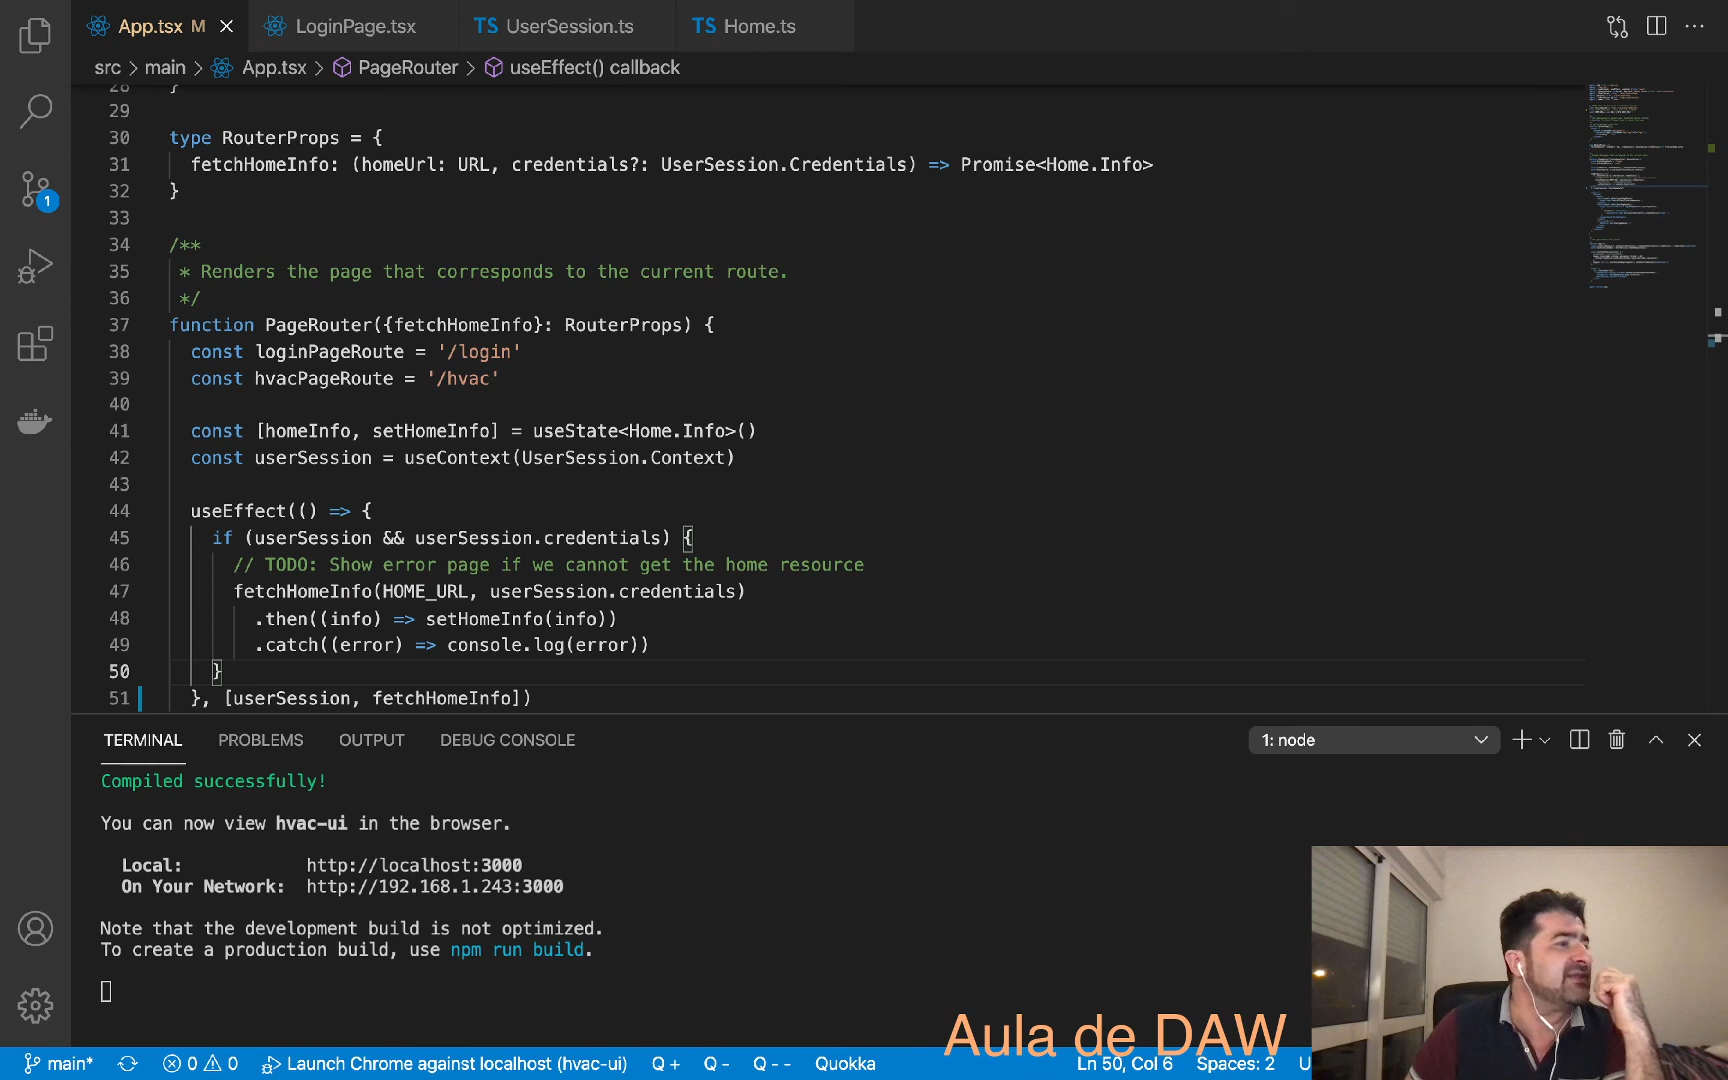 App.tsx M
LoginPage.tsx
TS UserSession.ts
TS Home.ts
src > main > App.tsx > PageRouter > useEffect() callback
28 }
29
30 type RouterProps = {
31 fetchHomeInfo: (homeUrl: URL, credentials?: UserSession.Credentials) => Promise<Home.Info>
32 }
33
34 /**
35 * Renders the page that corresponds to the current route.
36 */
37 function PageRouter({fetchHomeInfo}: RouterProps) {
38 const loginPageRoute = '/login'
39 const hvacPageRoute = '/hvac'
40
41 const [homeInfo, setHomeInfo] = useState<Home.Info>()
42 const userSession = useContext(UserSession.Context)
43
44 useEffect(() => {
45 if (userSession && userSession.credentials) {
46 // TODO: Show error page if we cannot get the home resource
47 fetchHomeInfo(HOME_URL, userSession.credentials)
48 .then((info) => setHomeInfo(info))
49 .catch((error) => console.log(error))
50 }
51 }, [userSession, fetchHomeInfo])
1
TERMINAL PROBLEMS OUTPUT DEBUG CONSOLE
1: node
Compiled successfully!
You can now view hvac-ui in the browser.
Local: http://localhost:3000
On Your Network: http://192.168.1.243:3000
Note that the development build is not optimized.
To create a production build, use npm run build.
Aula de DAW
main* 0 0 Launch Chrome against localhost (hvac-ui) Q + Q - Q - - Quokka Ln 50, Col 6 Spaces: 2 U